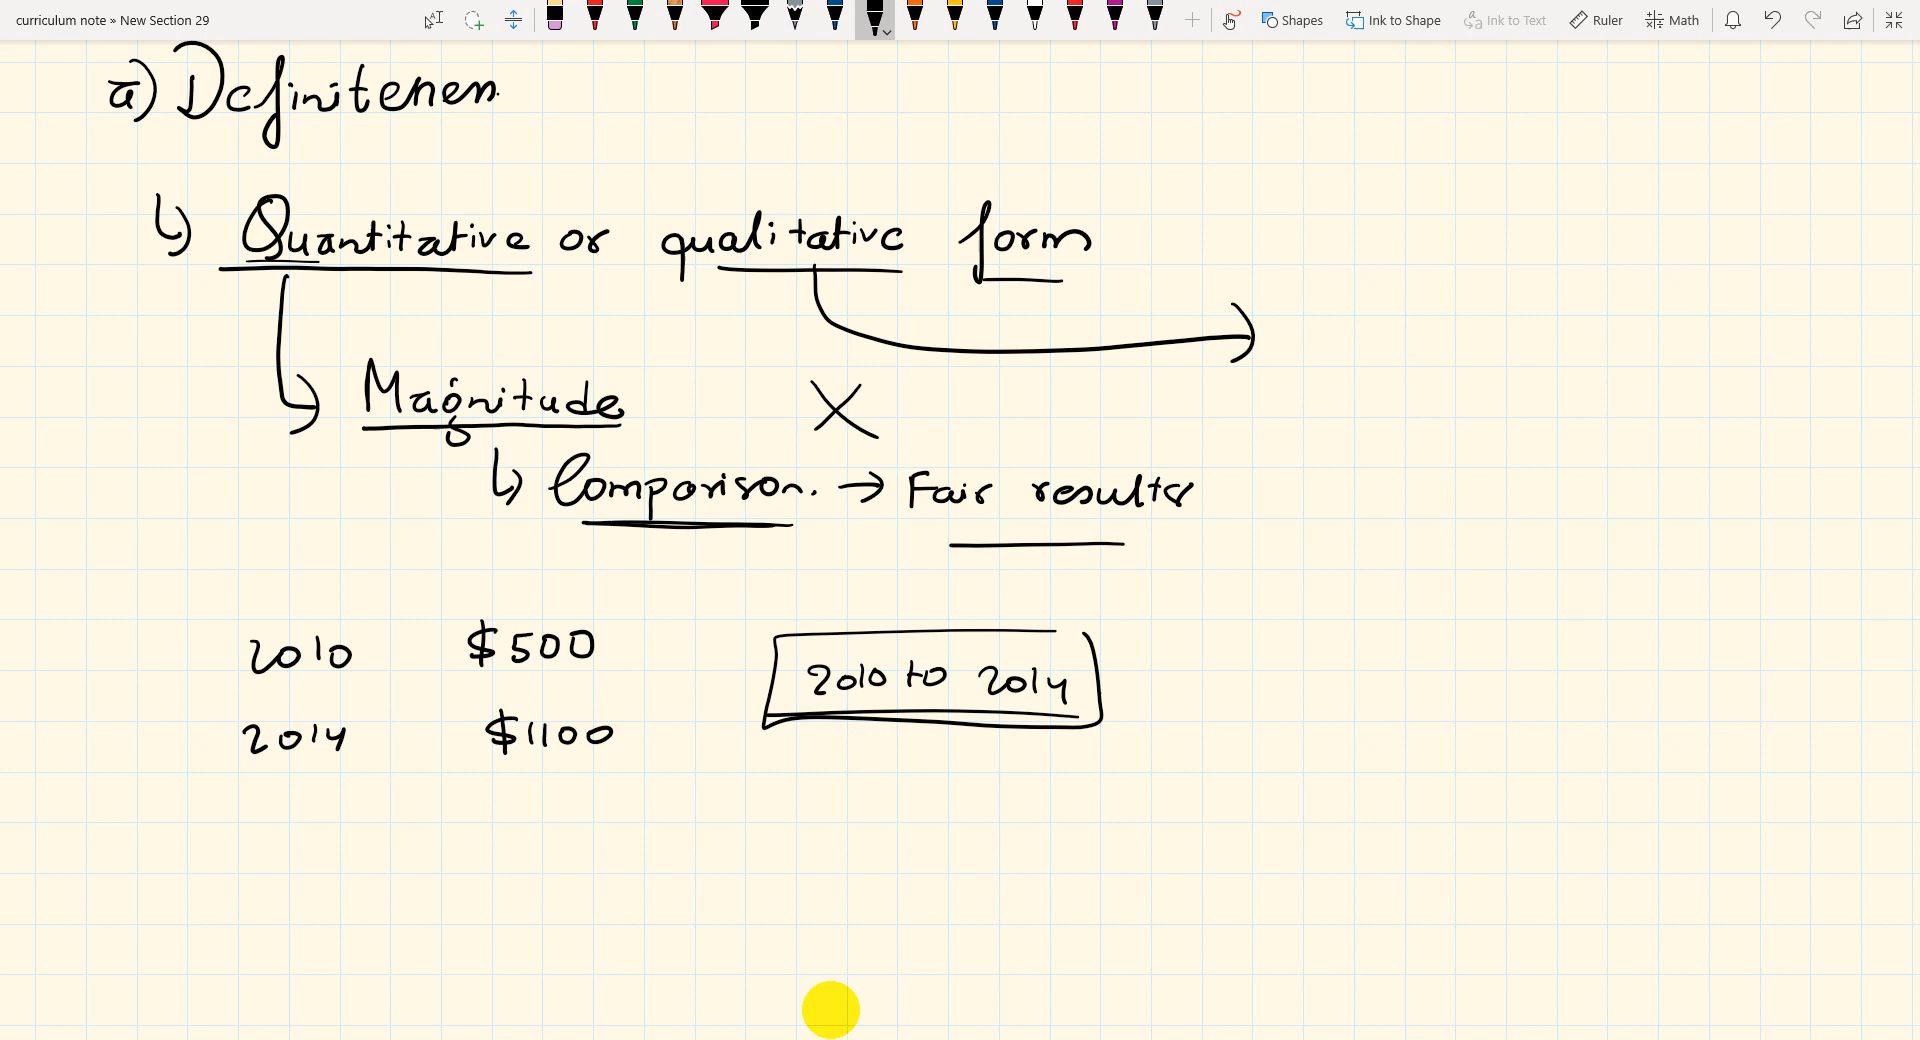 curriculum note » New Section 29 Shapes Ink to Shape Ink to Text Ruler Math
a) Definiteness
Quantitative or qualitative form
Magnitude
Comparison. → Fair results
2010 $500 2010 to 2014
2014 $1100